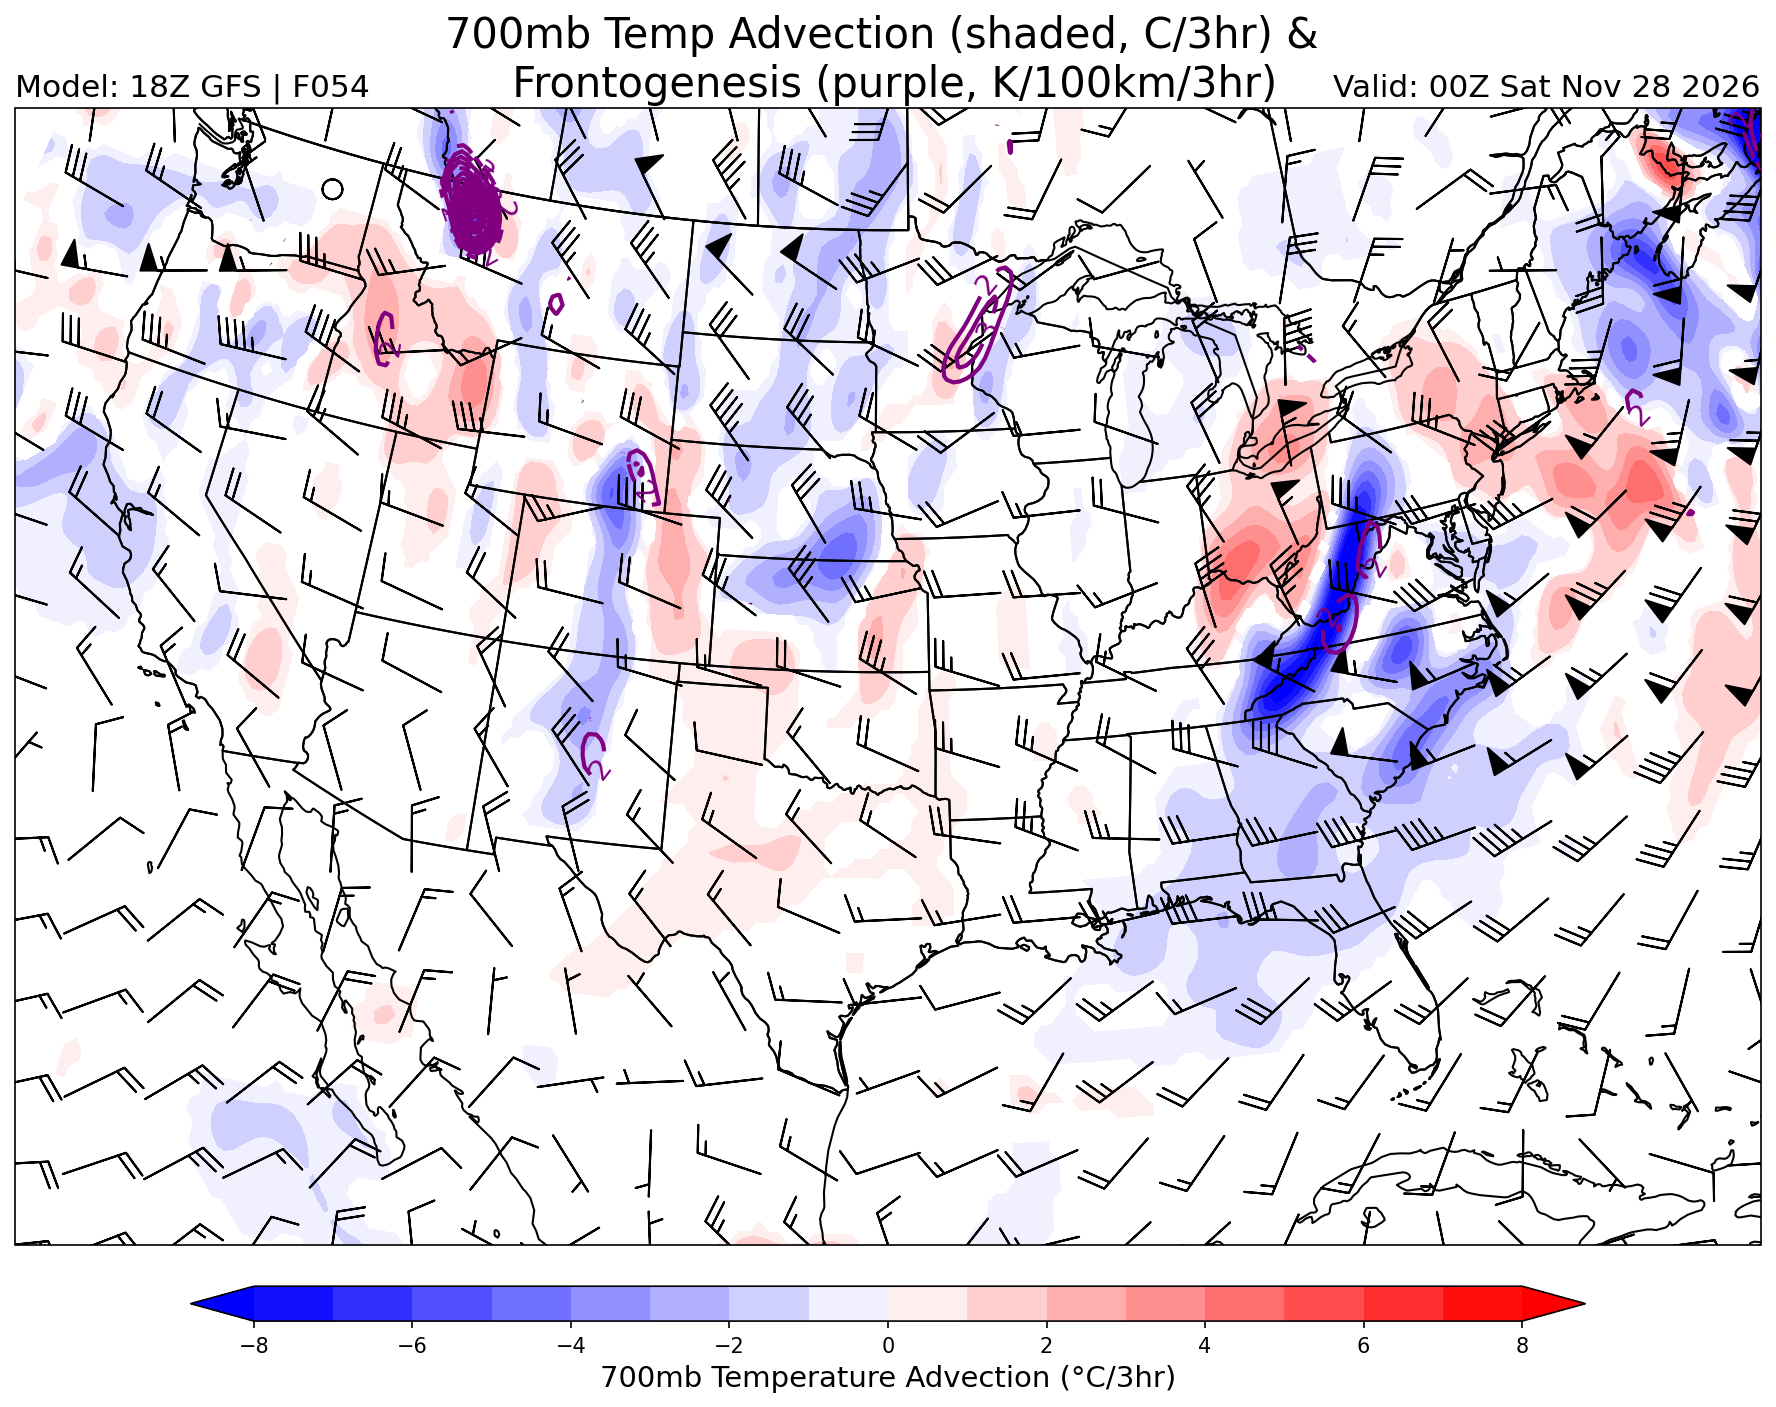 700mb Temp Advection (shaded, C/3hr) &
Model: 18Z GFS | F054
Frontogenesis (purple, K/100km/3hr)
Valid: 00Z Sat Nov 28 2026
−8
−6
−4
−2
0
2
4
6
8
700mb Temperature Advection (°C/3hr)